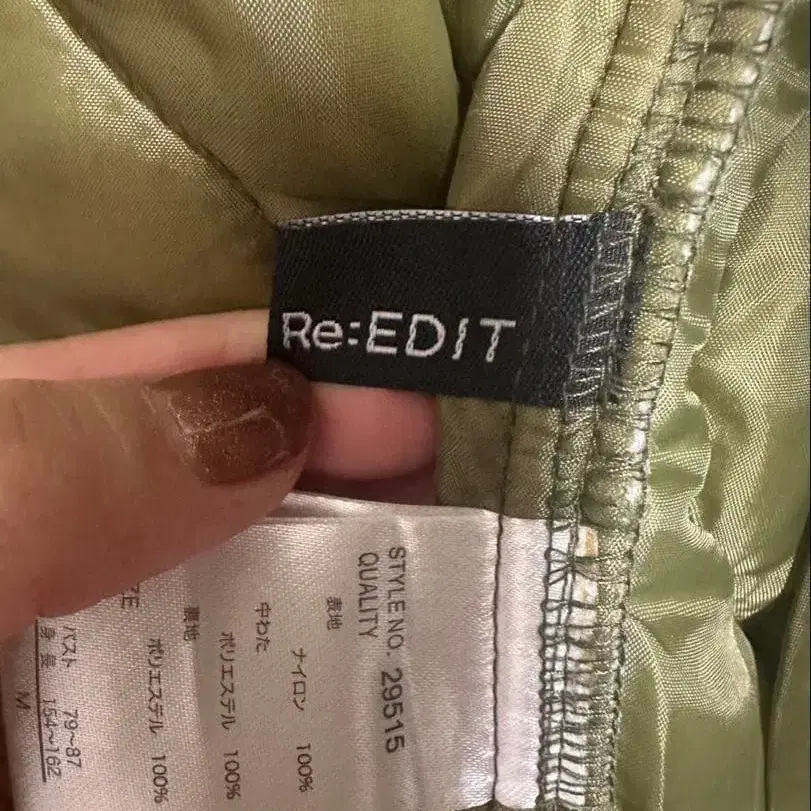 Re:EDIT
STYLE NO. 29515
QUALITY
表地
ナイロン 100%
中わた
ポリエステル 100%
裏地
ポリエステル 100%
ZE
バスト 79~87
身長 154~162
M